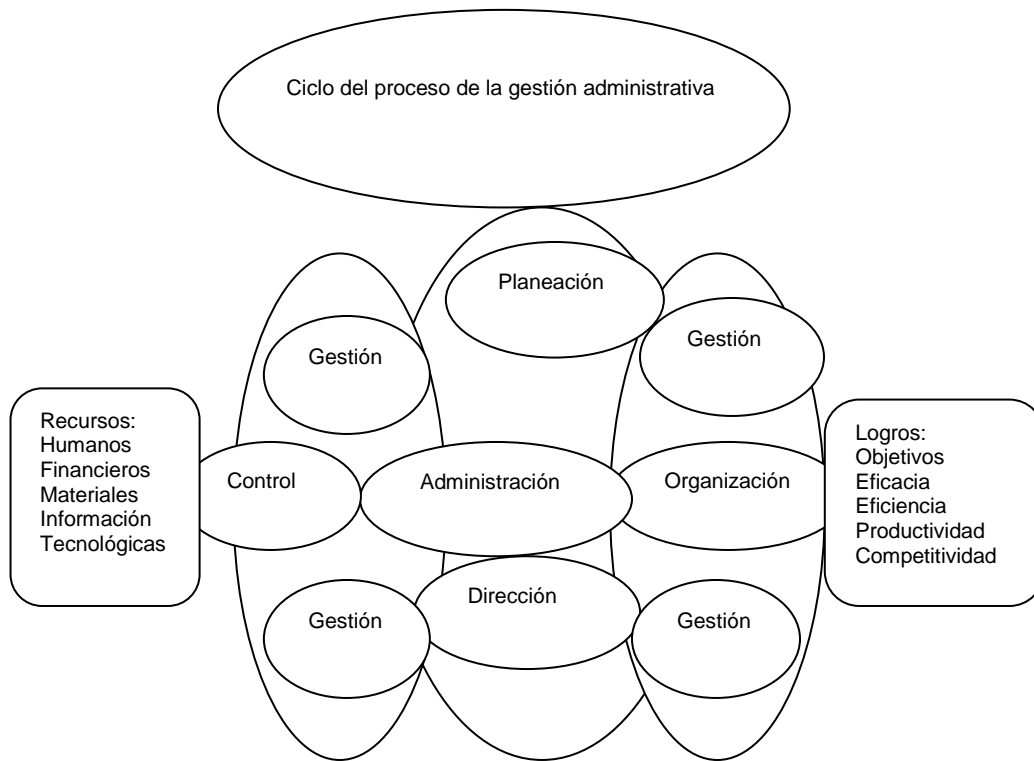 Ciclo del proceso de la gestión administrativa
Planeación
Gestión
Gestión
Recursos:
Humanos
Financieros
Materiales
Información
Tecnológicas
Control
Administración
Organización
Logros:
Objetivos
Eficacia
Eficiencia
Productividad
Competitividad
Gestión
Dirección
Gestión